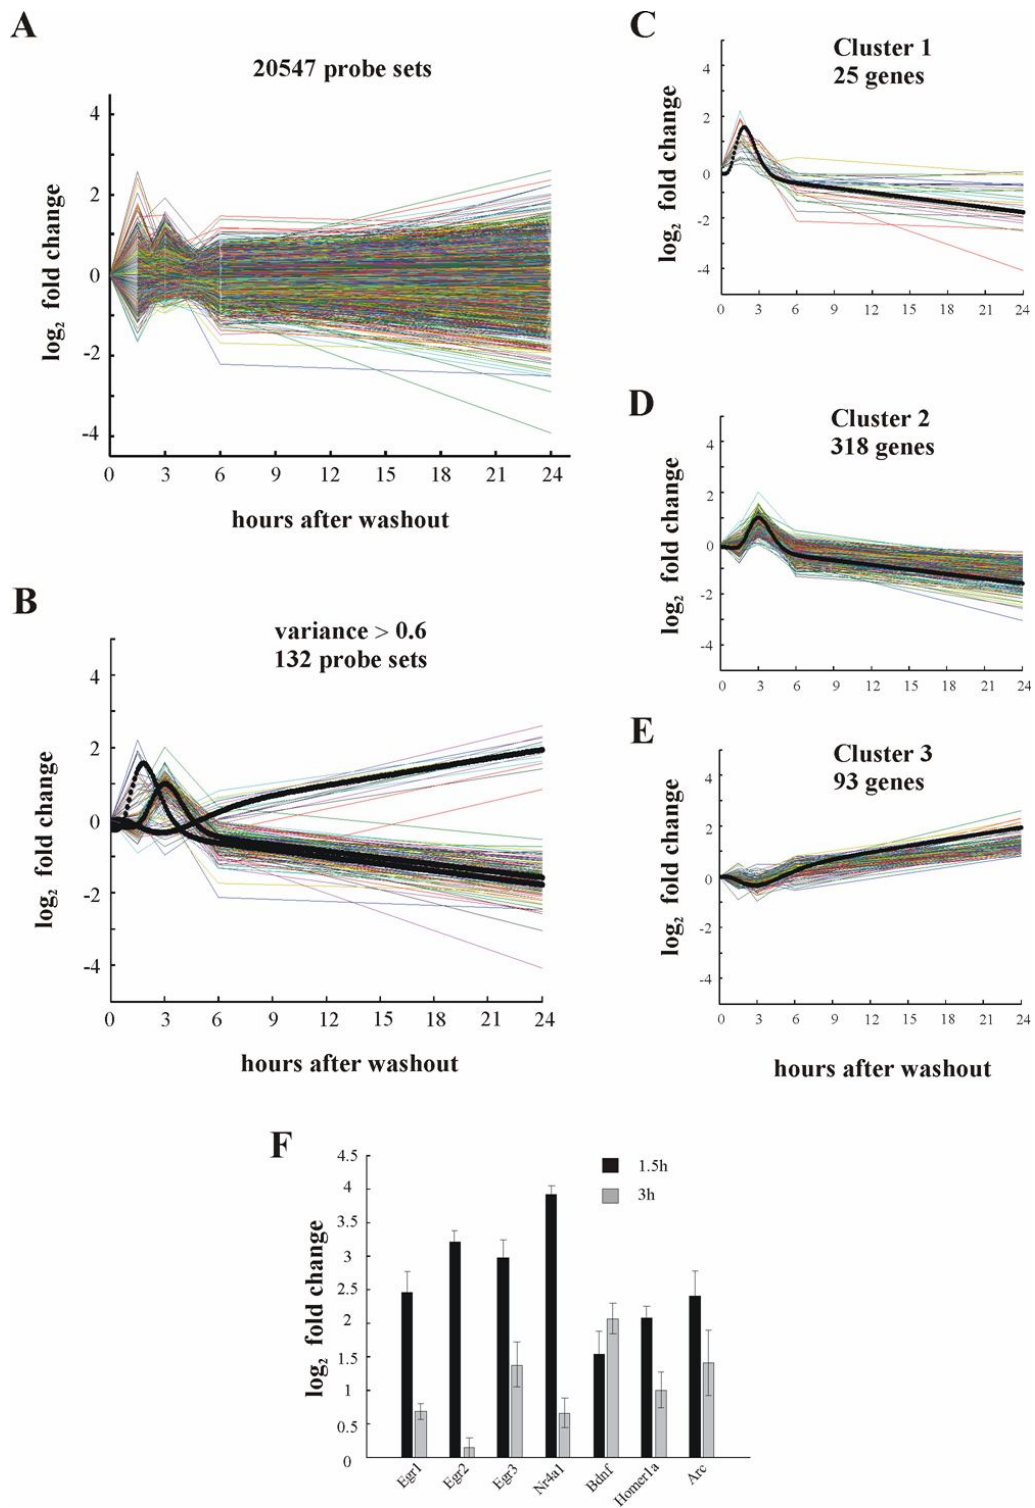 A
20547 probe sets
log2 fold change
4
2
0
-2
-4
0 3 6 9 12 15 18 21 24
hours after washout
B
variance > 0.6
132 probe sets
log2 fold change
4
2
0
-2
-4
0 3 6 9 12 15 18 21 24
hours after washout
C
Cluster 1
25 genes
log2 fold change
4
2
0
-2
-4
0 3 6 9 12 15 18 21 24
D
Cluster 2
318 genes
log2 fold change
4
2
0
-2
-4
0 3 6 9 12 15 18 21 24
E
Cluster 3
93 genes
log2 fold change
4
2
0
-2
-4
0 3 6 9 12 15 18 21 24
hours after washout
F
log2 fold change
4.5
4
3.5
3
2.5
2
1.5
1
0.5
0
1.5h
3h
Egr1 Egr2 Egr3 Nr4a1 Bdnf Homer1a Arc